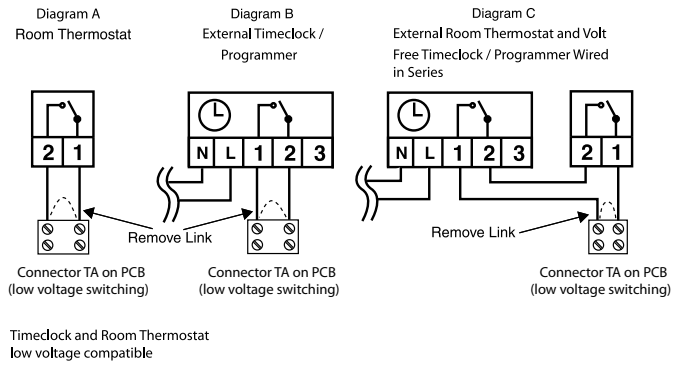 Diagram A
Room Thermostat
Diagram B
External Timeclock /
Programmer
Diagram C
External Room Thermostat and Volt
Free Timeclock / Programmer Wired
in Series
2 1
N L 1 2 3
N L 1 2 3
2 1
Remove Link
Remove Link
Connector TA on PCB
(low voltage switching)
Connector TA on PCB
(low voltage switching)
Connector TA on PCB
(low voltage switching)
Timeclock and Room Thermostat
low voltage compatible